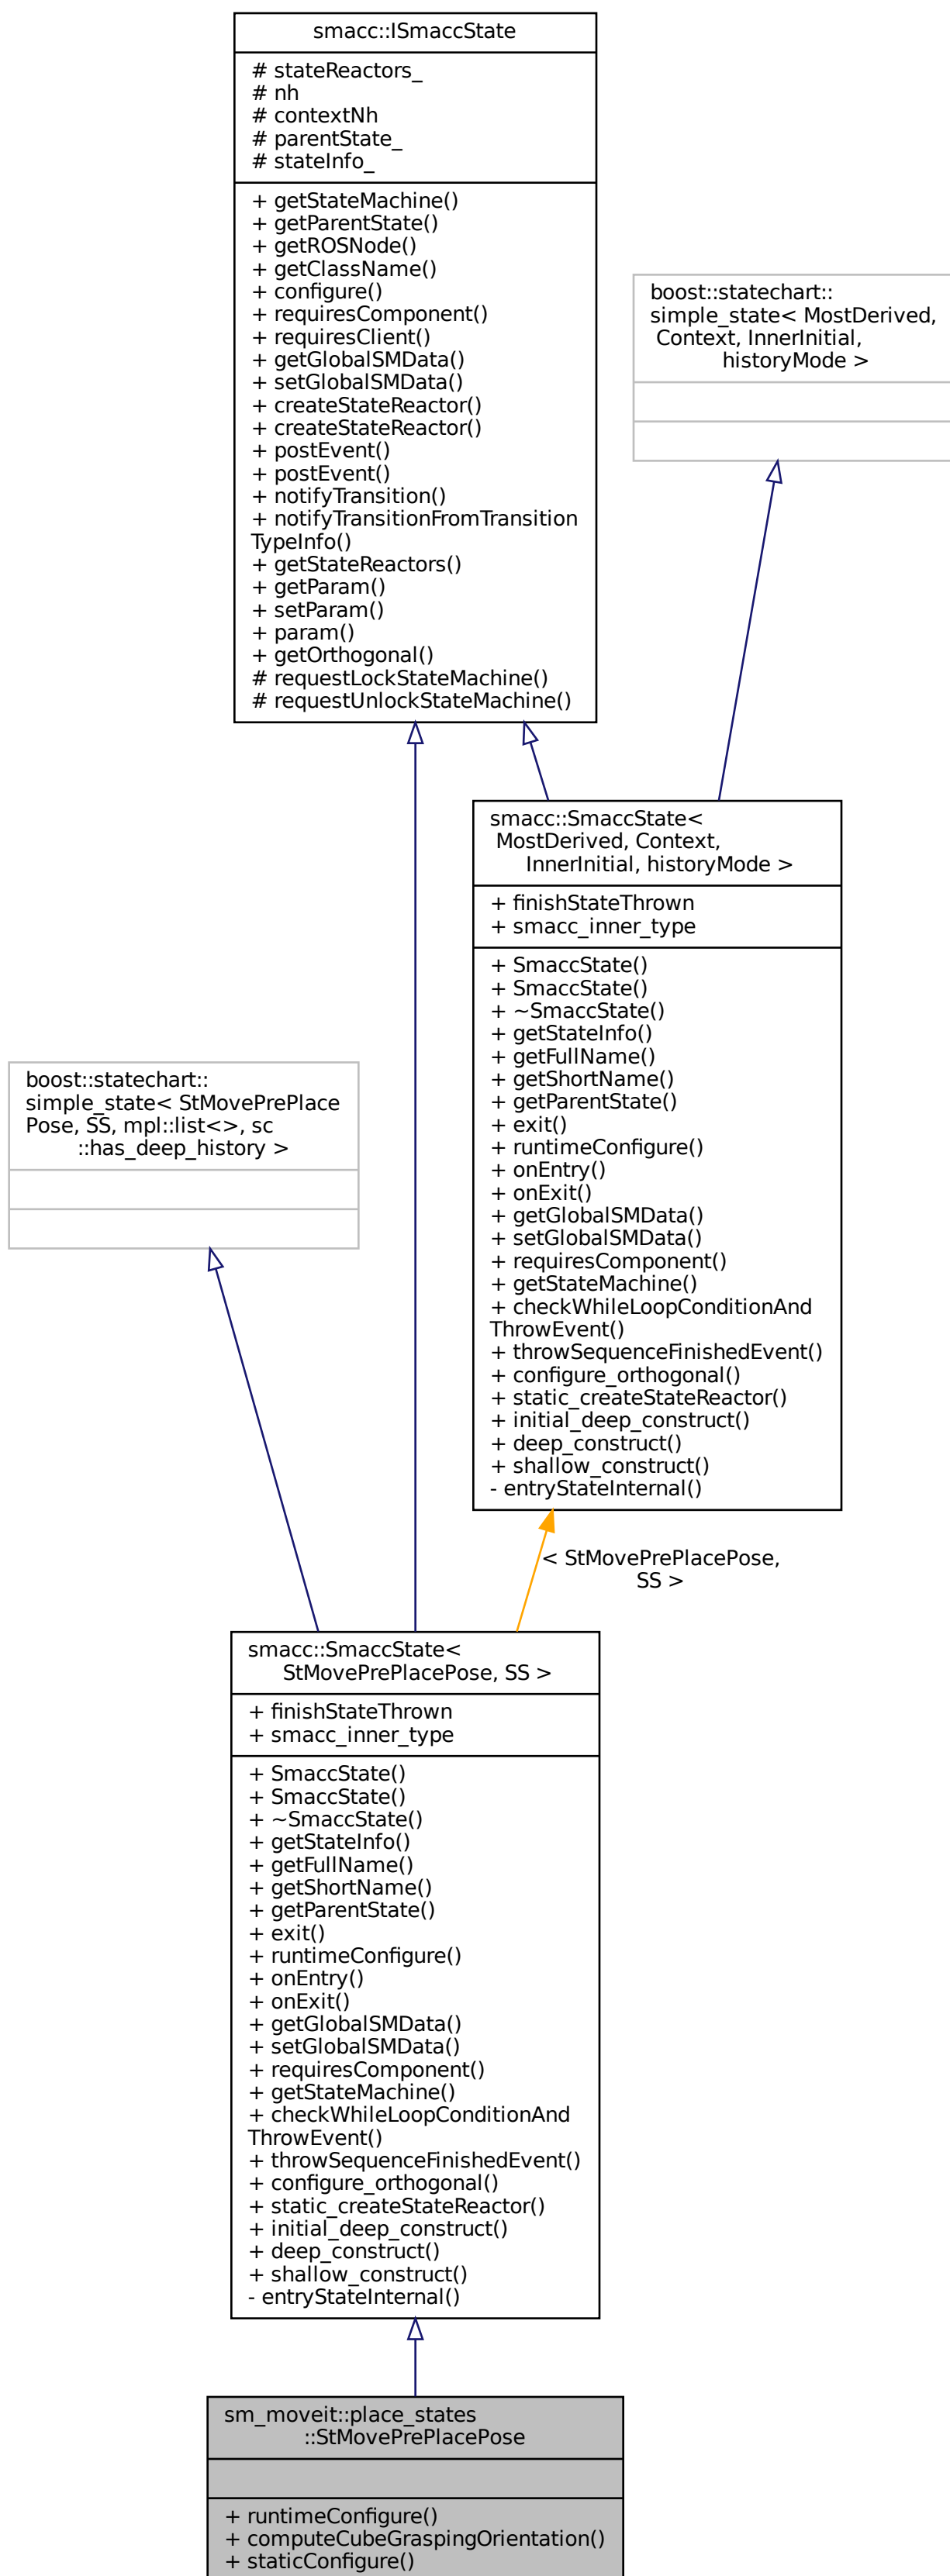 smacc::ISmaccState
# stateReactors_
# nh
# contextNh
# parentState_
# stateInfo_
+ getStateMachine()
+ getParentState()
+ getROSNode()
+ getClassName()
+ configure()
+ requiresComponent()
+ requiresClient()
+ getGlobalSMData()
+ setGlobalSMData()
+ createStateReactor()
+ createStateReactor()
+ postEvent()
+ postEvent()
+ notifyTransition()
+ notifyTransitionFromTransition
TypeInfo()
+ getStateReactors()
+ getParam()
+ setParam()
+ param()
+ getOrthogonal()
# requestLockStateMachine()
# requestUnlockStateMachine()
boost::statechart::
simple_state< MostDerived,
Context, InnerInitial,
historyMode >
smacc::SmaccState<
MostDerived, Context,
InnerInitial, historyMode >
+ finishStateThrown
+ smacc_inner_type
+ SmaccState()
+ SmaccState()
+ ~SmaccState()
+ getStateInfo()
+ getFullName()
+ getShortName()
+ getParentState()
+ exit()
+ runtimeConfigure()
+ onEntry()
+ onExit()
+ getGlobalSMData()
+ setGlobalSMData()
+ requiresComponent()
+ getStateMachine()
+ checkWhileLoopConditionAnd
ThrowEvent()
+ throwSequenceFinishedEvent()
+ configure_orthogonal()
+ static_createStateReactor()
+ initial_deep_construct()
+ deep_construct()
+ shallow_construct()
- entryStateInternal()
boost::statechart::
simple_state< StMovePrePlace
Pose, SS, mpl::list<>, sc
::has_deep_history >
< StMovePrePlacePose,
SS >
smacc::SmaccState<
StMovePrePlacePose, SS >
+ finishStateThrown
+ smacc_inner_type
+ SmaccState()
+ SmaccState()
+ ~SmaccState()
+ getStateInfo()
+ getFullName()
+ getShortName()
+ getParentState()
+ exit()
+ runtimeConfigure()
+ onEntry()
+ onExit()
+ getGlobalSMData()
+ setGlobalSMData()
+ requiresComponent()
+ getStateMachine()
+ checkWhileLoopConditionAnd
ThrowEvent()
+ throwSequenceFinishedEvent()
+ configure_orthogonal()
+ static_createStateReactor()
+ initial_deep_construct()
+ deep_construct()
+ shallow_construct()
- entryStateInternal()
sm_moveit::place_states
::StMovePrePlacePose
+ runtimeConfigure()
+ computeCubeGraspingOrientation()
+ staticConfigure()